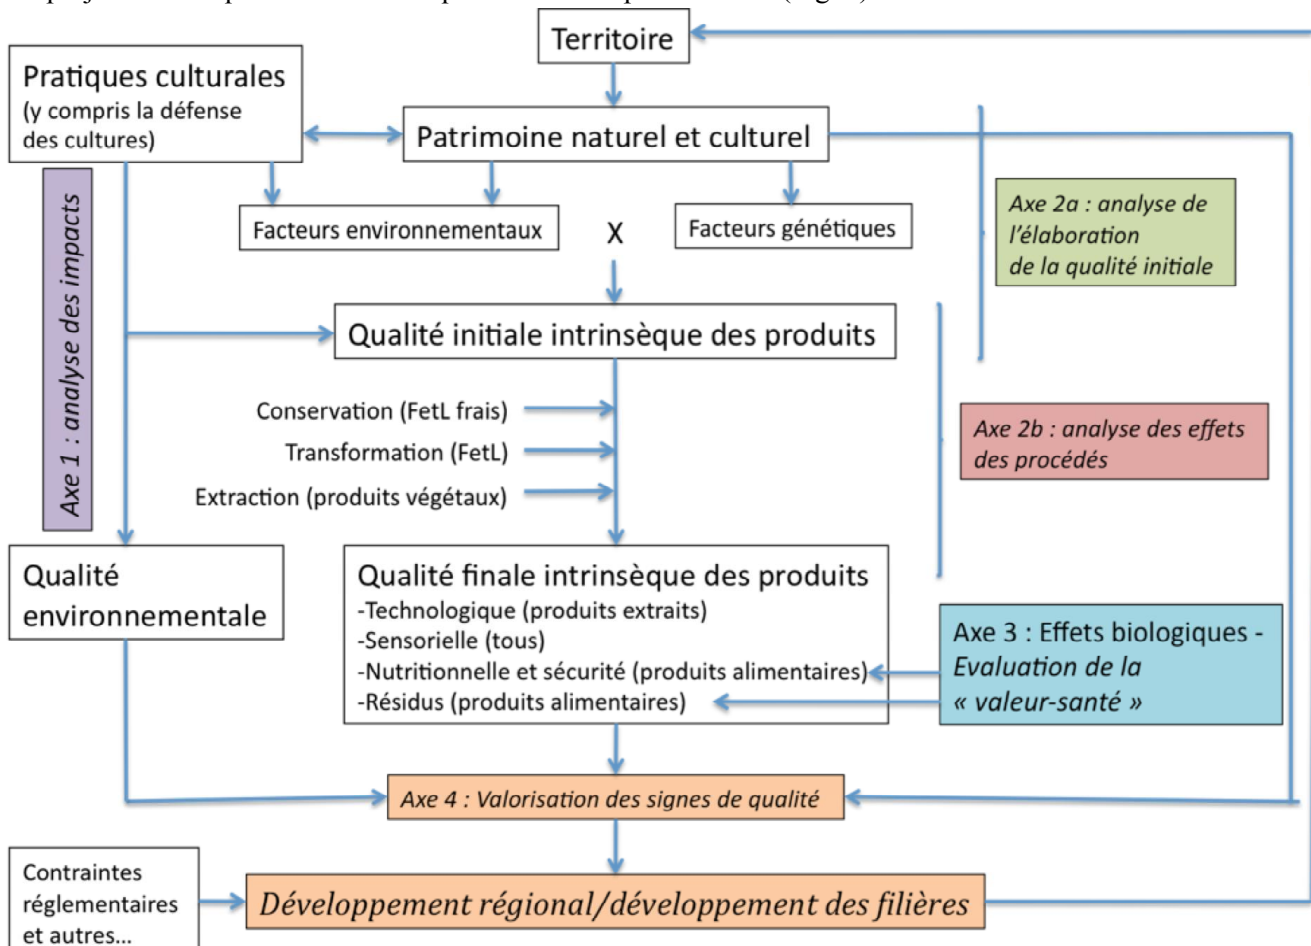 Territoire
Pratiques culturales
(y compris la défense
des cultures)
Patrimoine naturel et culturel
Axe 1 : analyse des impacts
Facteurs environnementaux
X
Facteurs génétiques
Axe 2a : analyse de
l'élaboration
de la qualité initiale
Qualité initiale intrinsèque des produits
Conservation (FetL frais)
Transformation (FetL)
Extraction (produits végétaux)
Axe 2b : analyse des effets
des procédés
Qualité
environnementale
Qualité finale intrinsèque des produits
-Technologique (produits extraits)
-Sensorielle (tous)
-Nutritionnelle et sécurité (produits alimentaires)
-Résidus (produits alimentaires)
Axe 3 : Effets biologiques -
Evaluation de la
« valeur-santé »
Axe 4 : Valorisation des signes de qualité
Contraintes
réglementaires
et autres...
Développement régional/développement des filières